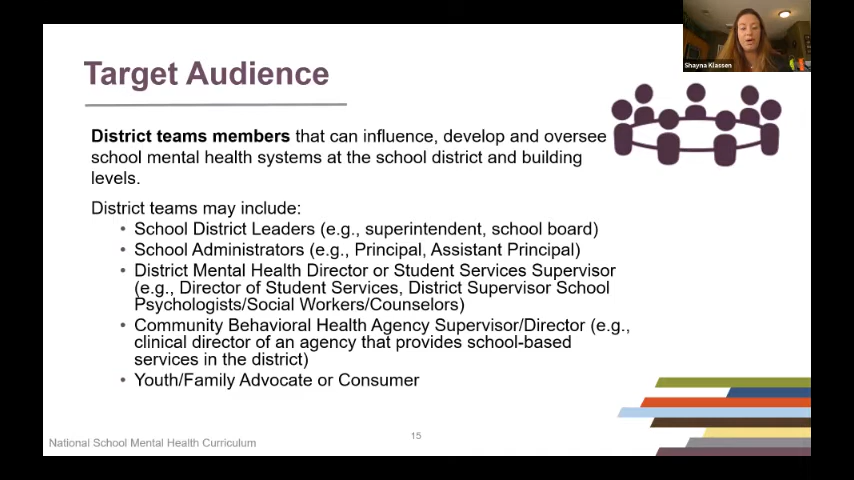 Shayna Klassen
Target Audience
District teams members that can influence, develop and oversee
school mental health systems at the school district and building
levels.
District teams may include:
• School District Leaders (e.g., superintendent, school board)
• School Administrators (e.g., Principal, Assistant Principal)
• District Mental Health Director or Student Services Supervisor
(e.g., Director of Student Services, District Supervisor School
Psychologists/Social Workers/Counselors)
• Community Behavioral Health Agency Supervisor/Director (e.g.,
clinical director of an agency that provides school-based
services in the district)
• Youth/Family Advocate or Consumer
National School Mental Health Curriculum
15